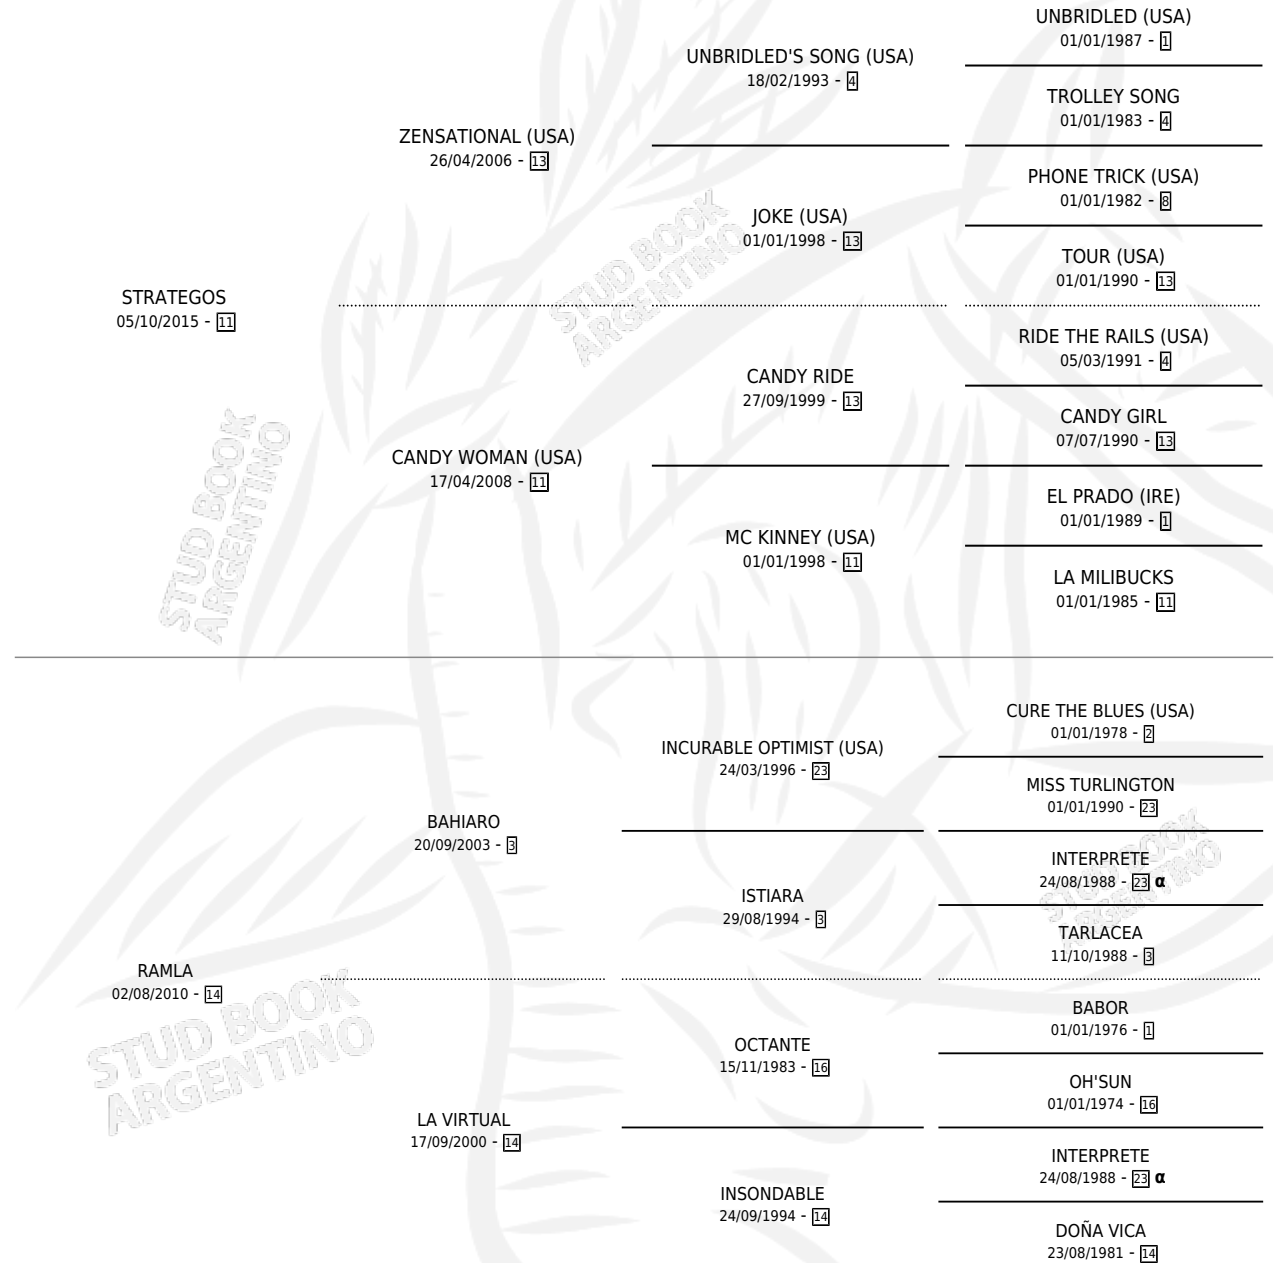 UNBRIDLED (USA)
01/01/1987 - 1
UNBRIDLED'S SONG (USA)
18/02/1993 - 4
TROLLEY SONG
01/01/1983 - 4
ZENSATIONAL (USA)
26/04/2006 - 13
PHONE TRICK (USA)
01/01/1982 - 8
JOKE (USA)
01/01/1998 - 13
TOUR (USA)
01/01/1990 - 13
STRATEGOS
05/10/2015 - 11
RIDE THE RAILS (USA)
05/03/1991 - 4
CANDY RIDE
27/09/1999 - 13
CANDY GIRL
07/07/1990 - 13
CANDY WOMAN (USA)
17/04/2008 - 11
EL PRADO (IRE)
01/01/1989 - 1
MC KINNEY (USA)
01/01/1998 - 11
LA MILIBUCKS
01/01/1985 - 11
CURE THE BLUES (USA)
01/01/1978 - 2
INCURABLE OPTIMIST (USA)
24/03/1996 - 23
MISS TURLINGTON
01/01/1990 - 23
BAHIARO
20/09/2003 - 3
INTERPRETE
24/08/1988 - 23 α
ISTIARA
29/08/1994 - 3
TARLACEA
11/10/1988 - 3
RAMLA
02/08/2010 - 14
BABOR
01/01/1976 - 1
OCTANTE
15/11/1983 - 16
OH'SUN
01/01/1974 - 16
LA VIRTUAL
17/09/2000 - 14
INTERPRETE
24/08/1988 - 23 α
INSONDABLE
24/09/1994 - 14
DOÑA VICA
23/08/1981 - 14
STUD BOOK
ARGENTINO
STUD BOOK
ARGENTINO
STUD BOOK
ARGENTINO
STUD BOOK
ARGENTINO